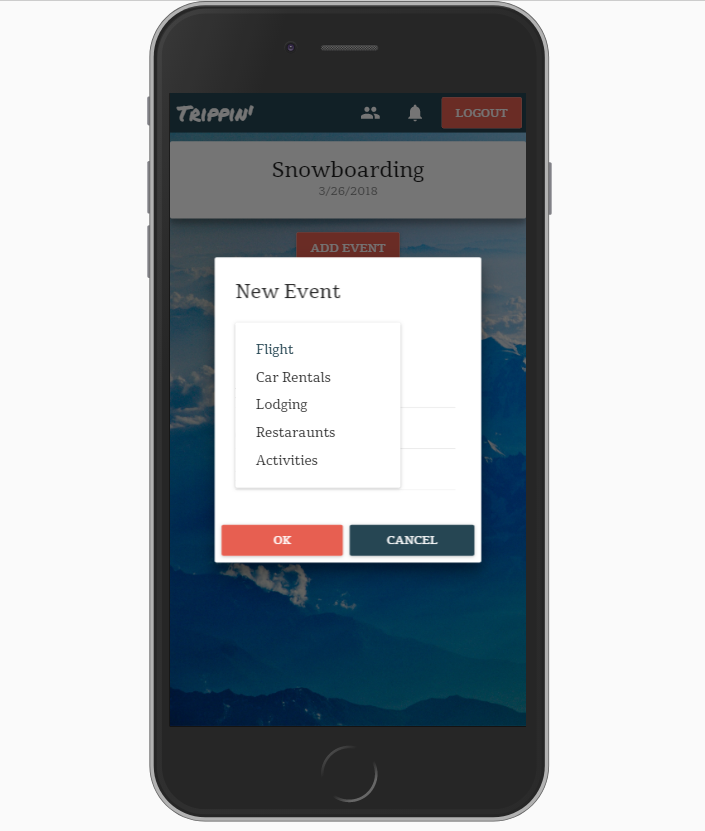 TRIPPIN'
LOGOUT
Snowboarding
3/26/2018
ADD EVENT
New Event
Flight
Car Rentals
Lodging
Restaraunts
Activities
OK
CANCEL